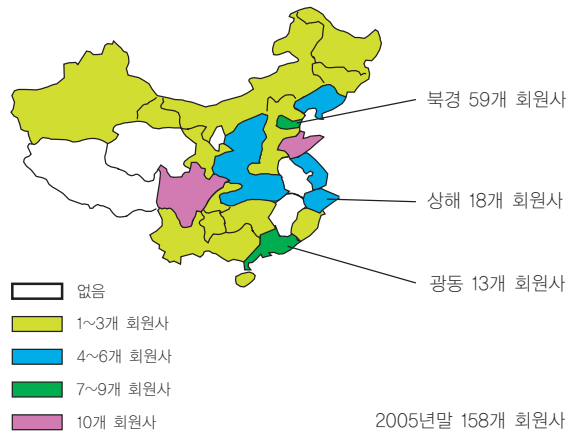 북경 59개 회원사
상해 18개 회원사
광동 13개 회원사
없음
1~3개 회원사
4~6개 회원사
7~9개 회원사
10개 회원사
2005년말 158개 회원사